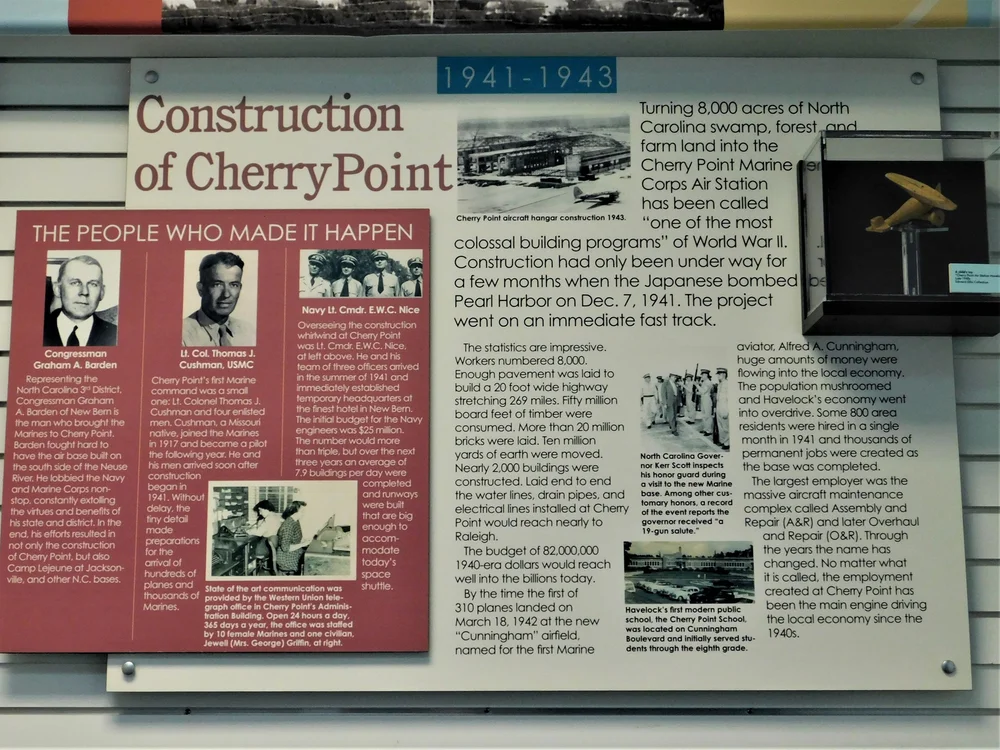 1941-1943
Construction
of CherryPoint
Cherry Point aircraft hangar construction 1943.
Turning 8,000 acres of North
Carolina swamp, forest, and
farm land into the
Cherry Point Marine
Corps Air Station
has been called
“one of the most
colossal building programs” of World War II.
Construction had only been under way for
a few months when the Japanese bombed
Pearl Harbor on Dec. 7, 1941. The project
went on an immediate fast track.
THE PEOPLE WHO MADE IT HAPPEN
Congressman
Graham A. Barden
Representing the
North Carolina 3rd District,
Congressman Graham
A. Barden of New Bern is
the man who brought the
Marines to Cherry Point.
Barden fought hard to
have the air base built on
the south side of the Neuse
River. He lobbied the Navy
and Marine Corps non-
stop, constantly extolling
the virtues and benefits of
his state and district. In the
end, his efforts resulted in
not only the construction
of Cherry Point, but also
Camp Lejeune at Jackson-
ville, and other N.C. bases.
Lt. Col. Thomas J.
Cushman, USMC
Cherry Point's first Marine
command was a small
one: Lt. Colonel Thomas J.
Cushman and four enlisted
men. Cushman, a Missouri
native, joined the Marines
in 1917 and became a pilot
the following year. He and
his men arrived soon after
construction
began in
1941. Without
delay, the
tiny detail
made
preparations
for the
arrival of
hundreds of
planes and
thousands of
Marines.
Navy Lt. Cmdr. E.W.C. Nice
Overseeing the construction
whirlwind at Cherry Point
was Lt. Cmdr. E.W.C. Nice,
at left above. He and his
team of three officers arrived
in the summer of 1941 and
immediately established
temporary headquarters at
the finest hotel in New Bern.
The initial budget for the Navy
engineers was $25 million.
The number would more
than triple, but over the next
three years an average of
7.9 buildings per day were
completed
and runways
were built
that are big
enough to
accom-
modate
today's
space
shuttle.
State of the art communication was
provided by the Western Union tele-
graph office in Cherry Point's Adminis-
tration Building. Open 24 hours a day,
365 days a year, the office was staffed
by 10 female Marines and one civilian,
Jewell (Mrs. George) Griffin, at right.
The statistics are impressive.
Workers numbered 8,000.
Enough pavement was laid to
build a 20 foot wide highway
stretching 269 miles. Fifty million
board feet of timber were
consumed. More than 20 million
bricks were laid. Ten million
yards of earth were moved.
Nearly 2,000 buildings were
constructed. Laid end to end
the water lines, drain pipes, and
electrical lines installed at Cherry
Point would reach nearly to
Raleigh.
The budget of 82,000,000
1940-era dollars would reach
well into the billions today.
By the time the first of
310 planes landed on
March 18, 1942 at the new
“Cunningham” airfield,
named for the first Marine
North Carolina Gover-
nor Kerr Scott inspects
his honor guard during
a visit to the new Marine
base. Among other cus-
tomary honors, a record
of the event reports the
governor received “a
19-gun salute.”
Havelock's first modern public
school, the Cherry Point School,
was located on Cunningham
Boulevard and initially served stu-
dents through the eighth grade.
aviator, Alfred A. Cunningham,
huge amounts of money were
flowing into the local economy.
The population mushroomed
and Havelock's economy went
into overdrive. Some 800 area
residents were hired in a single
month in 1941 and thousands of
permanent jobs were created as
the base was completed.
The largest employer was the
massive aircraft maintenance
complex called Assembly and
Repair (A&R) and later Overhaul
and Repair (O&R). Through
the years the name has
changed. No matter what
it is called, the employment
created at Cherry Point has
been the main engine driving
the local economy since the
1940s.